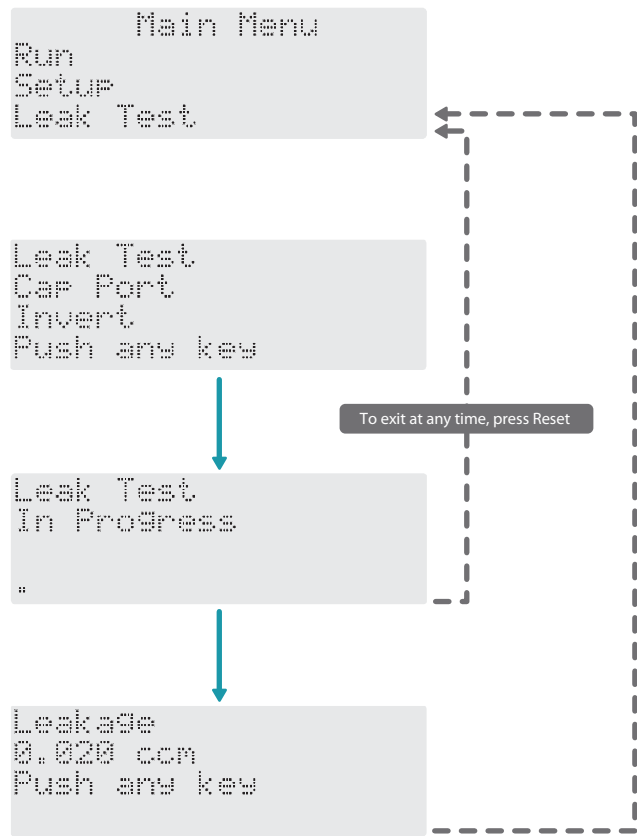 Main Menu
Run
Setup
Leak Test
Leak Test
Cap Port
Invert
Push any key
To exit at any time, press Reset
Leak Test
In Progress
.
Leakage
0.020 ccm
Push any key